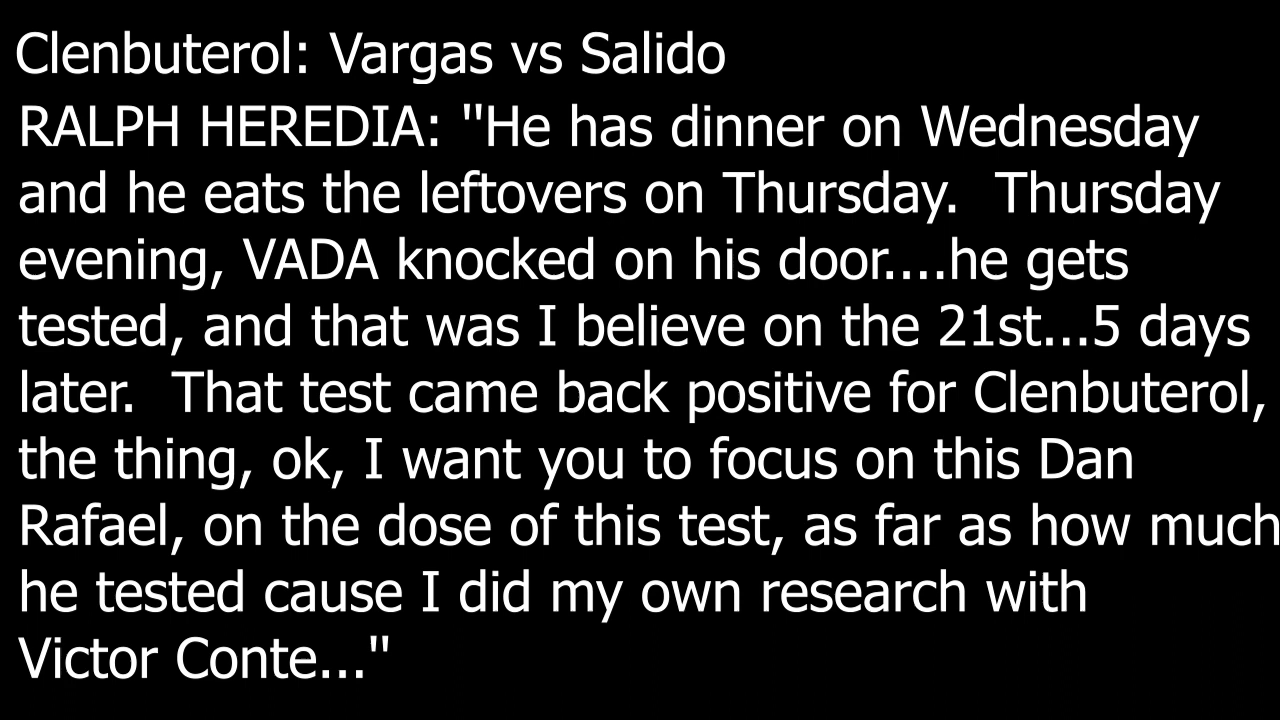 Clenbuterol: Vargas vs Salido
RALPH HEREDIA: "He has dinner on Wednesday
and he eats the leftovers on Thursday.  Thursday
evening, VADA knocked on his door....he gets
tested, and that was I believe on the 21st...5 days
later.  That test came back positive for Clenbuterol,
the thing, ok, I want you to focus on this Dan
Rafael, on the dose of this test, as far as how much
he tested cause I did my own research with
Victor Conte..."